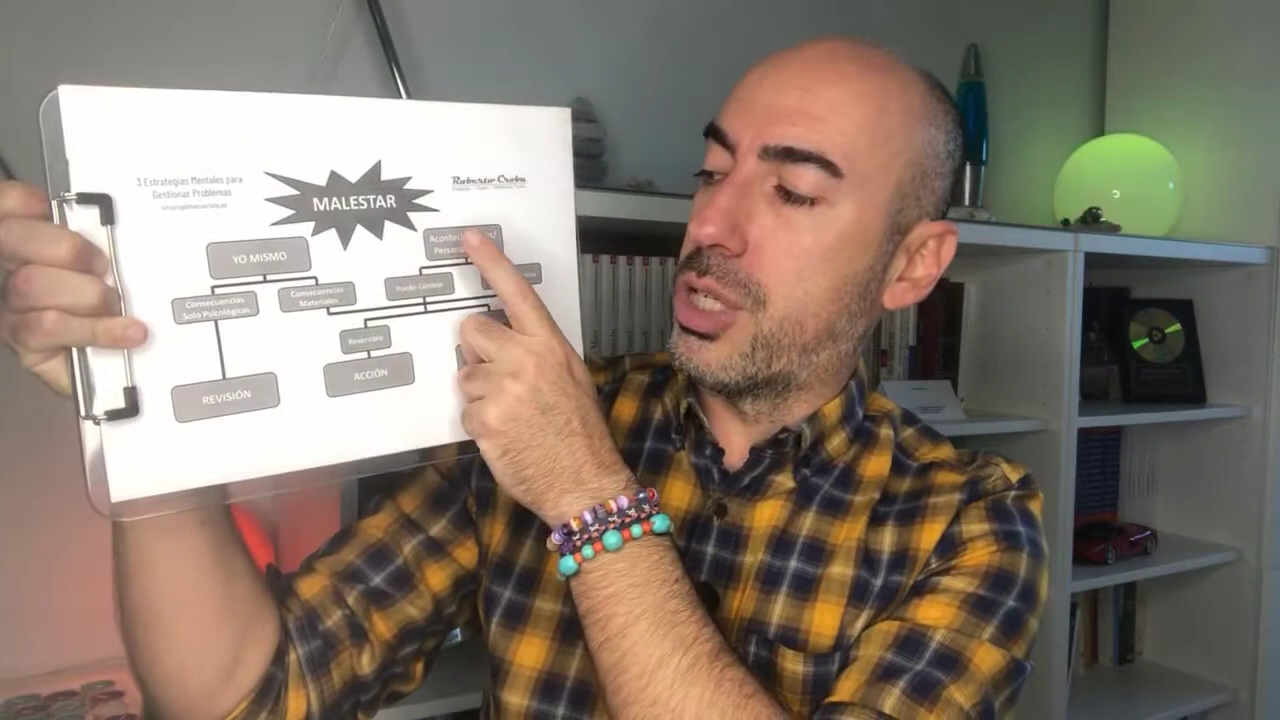 3 Estrategias Mentales para
Gestionar Problemas
Roberto Crobu
MALESTAR
YO MISMO
Consecuencias
Solo Psicológicas
Consecuencias
Materiales
Puedo Cambiar
Reversible
ACCIÓN
REVISIÓN